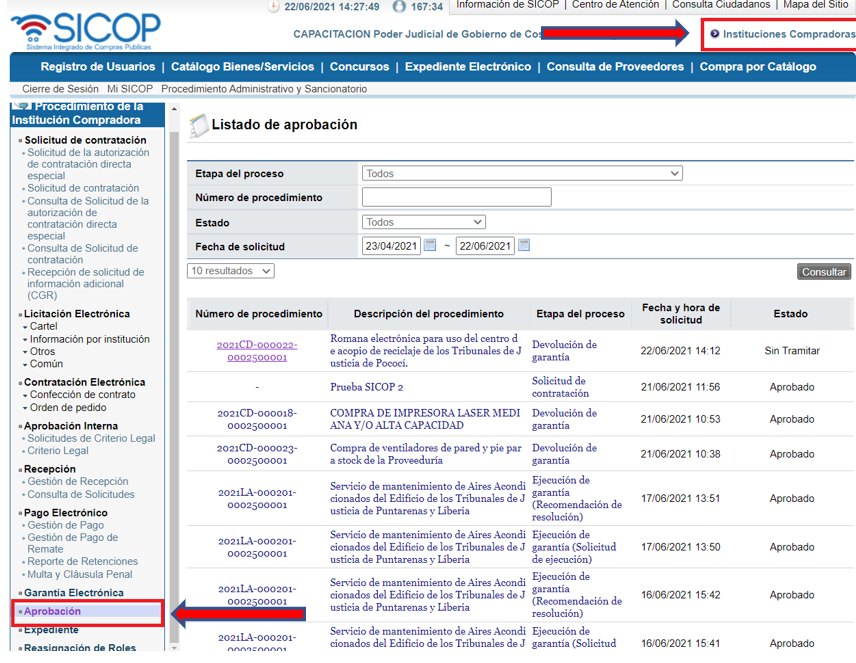 22/06/2021 14:27:49 167:34 Información de SICOP | Centro de Atención | Consulta Ciudadanos | Mapa del Sitio
SICOP
Sistema Integrado de Compras Públicas
CAPACITACION Poder Judicial de Gobierno de Cos
Instituciones Compradoras
Registro de Usuarios | Catálogo Bienes/Servicios | Concursos | Expediente Electrónico | Consulta de Proveedores | Compra por Catálogo
Cierre de Sesión Mi SICOP Procedimiento Administrativo y Sancionatorio
Procedimiento de la
Institución Compradora
Solicitud de contratación
Solicitud de la autorización
de contratación directa
especial
Solicitud de contratación
Consulta de Solicitud de la
autorización de
contratación directa
especial
Consulta de Solicitud de
contratación
Recepción de solicitud de
información adicional
(CGR)
Licitación Electrónica
Cartel
Información por institución
Otros
Común
Contratación Electrónica
Confección de contrato
Orden de pedido
Aprobación Interna
Solicitudes de Criterio Legal
Criterio Legal
Recepción
Gestión de Recepción
Consulta de Solicitudes
Pago Electrónico
Gestión de Pago
Gestión de Pago de
Remate
Reporte de Retenciones
Multa y Cláusula Penal
Garantía Electrónica
Aprobación
Expediente
Reasignación de Roles
Listado de aprobación
Etapa del proceso Todos
Número de procedimiento
Estado Todos
Fecha de solicitud 23/04/2021 ~ 22/06/2021
10 resultados Consultar
Número de procedimiento Descripción del procedimiento Etapa del proceso Fecha y hora de
solicitud Estado
2021CD-000022-
0002500001 Romana electrónica para uso del centro d
e acopio de reciclaje de los Tribunales de J
usticia de Pococí. Devolución de
garantía 22/06/2021 14:12 Sin Tramitar
- Prueba SICOP 2 Solicitud de
contratación 21/06/2021 11:56 Aprobado
2021CD-000018-
0002500001 COMPRA DE IMPRESORA LASER MEDI
ANA Y/O ALTA CAPACIDAD Devolución de
garantía 21/06/2021 10:53 Aprobado
2021CD-000023-
0002500001 Compra de ventiladores de pared y pie par
a stock de la Proveeduría Devolución de
garantía 21/06/2021 10:38 Aprobado
2021LA-000201-
0002500001 Servicio de mantenimiento de Aires Acondi
cionados del Edificio de los Tribunales de J
usticia de Puntarenas y Liberia Ejecución de
garantía
(Recomendación de
resolución) 17/06/2021 13:51 Aprobado
2021LA-000201-
0002500001 Servicio de mantenimiento de Aires Acondi
cionados del Edificio de los Tribunales de J
usticia de Puntarenas y Liberia Ejecución de
garantía (Solicitud
de ejecución) 17/06/2021 13:50 Aprobado
2021LA-000201-
0002500001 Servicio de mantenimiento de Aires Acondi
cionados del Edificio de los Tribunales de J
usticia de Puntarenas y Liberia Ejecución de
garantía
(Recomendación de
resolución) 16/06/2021 15:42 Aprobado
2021LA-000201-
0002500001 Servicio de mantenimiento de Aires Acondi
cionados del Edificio de los Tribunales de J Ejecución de
garantía (Solicitud 16/06/2021 15:41 Aprobado